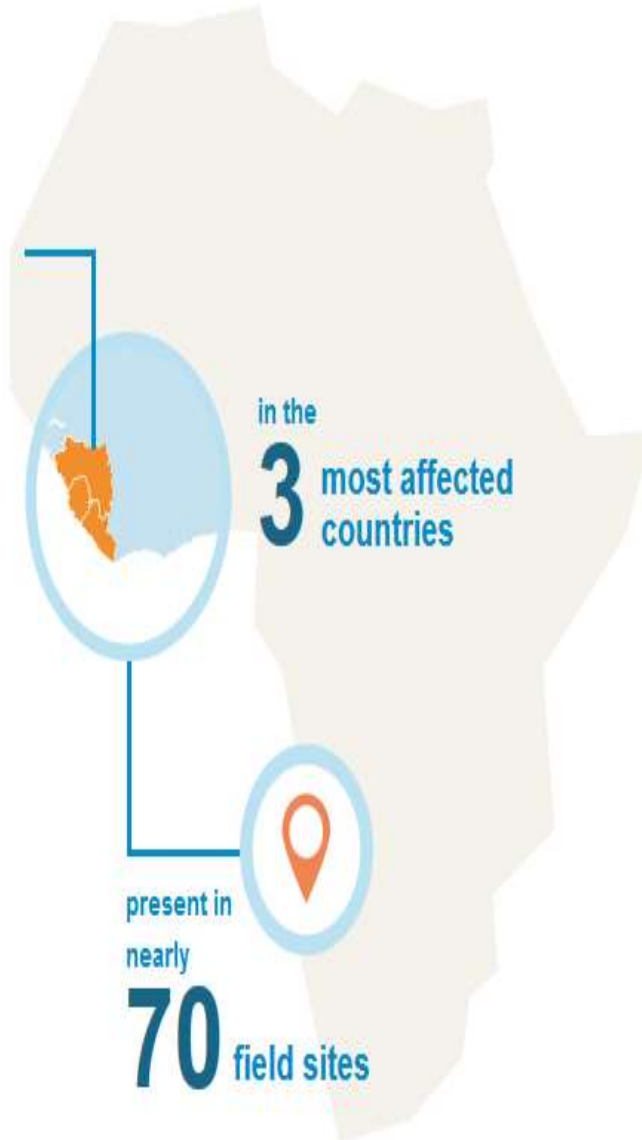 in the
3 most affected
countries
present in
nearly
70 field sites